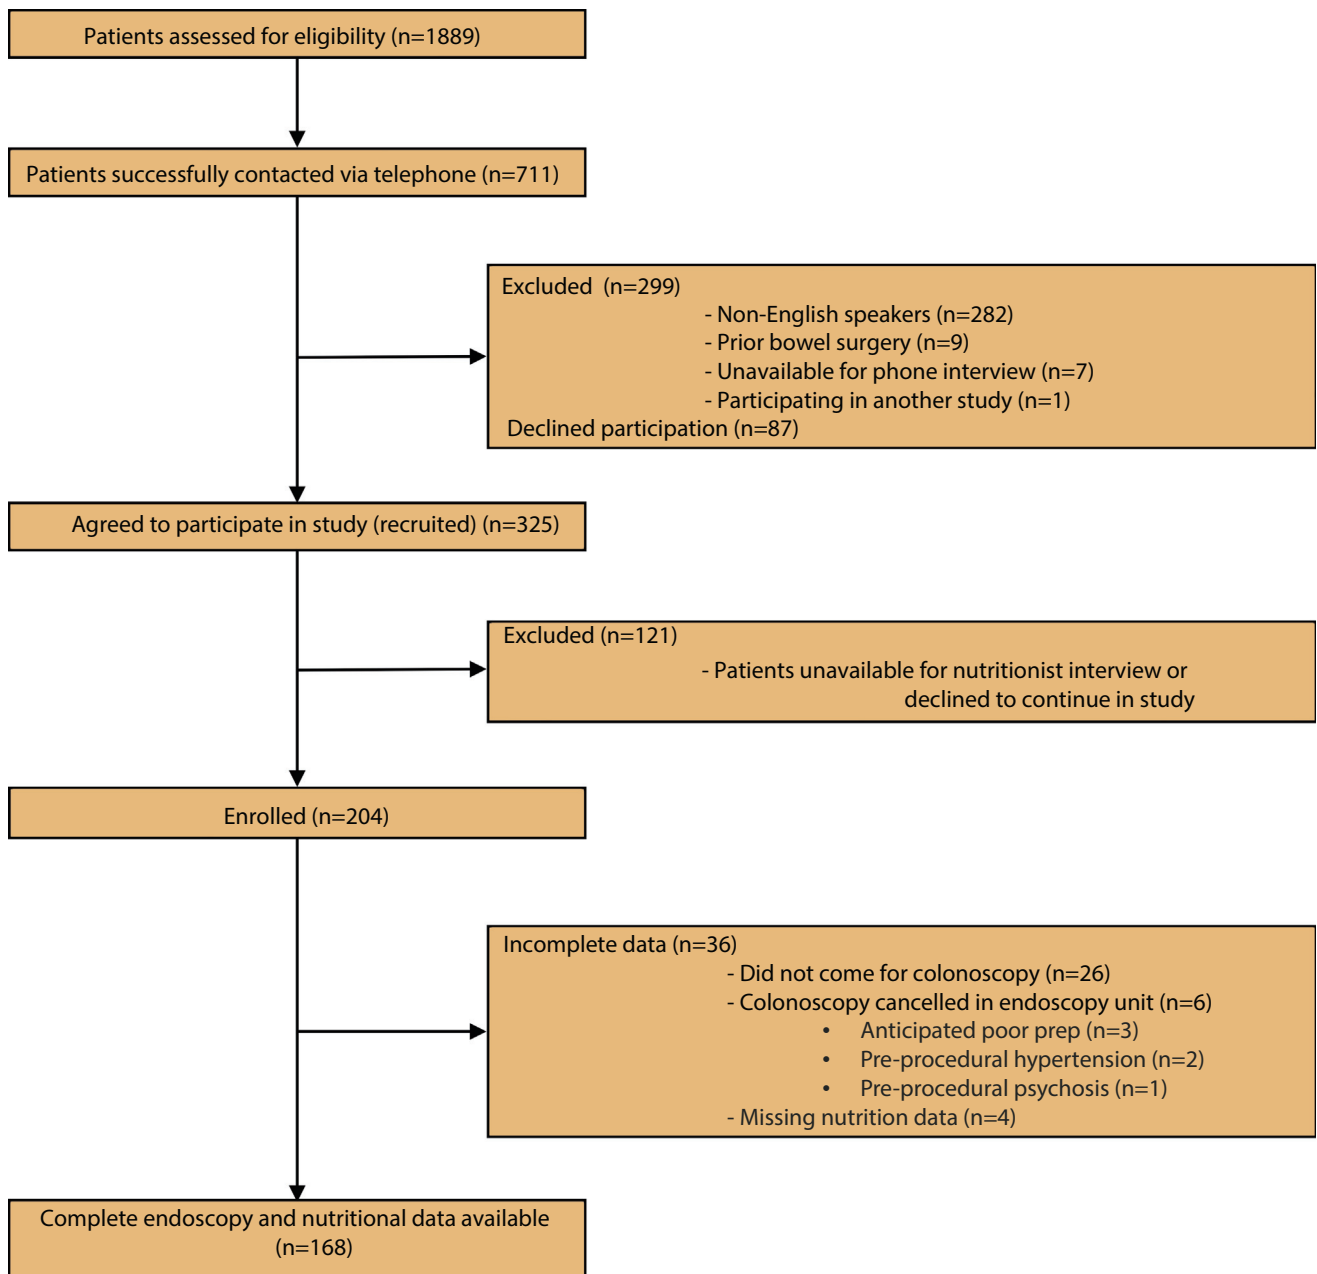 Patients assessed for eligibility (n=1889)
Patients successfully contacted via telephone (n=711)
Excluded (n=299)
- Non-English speakers (n=282)
- Prior bowel surgery (n=9)
- Unavailable for phone interview (n=7)
- Participating in another study (n=1)
Declined participation (n=87)
Agreed to participate in study (recruited) (n=325)
Excluded (n=121)
- Patients unavailable for nutritionist interview or
declined to continue in study
Enrolled (n=204)
Incomplete data (n=36)
- Did not come for colonoscopy (n=26)
- Colonoscopy cancelled in endoscopy unit (n=6)
• Anticipated poor prep (n=3)
• Pre-procedural hypertension (n=2)
• Pre-procedural psychosis (n=1)
- Missing nutrition data (n=4)
Complete endoscopy and nutritional data available
(n=168)